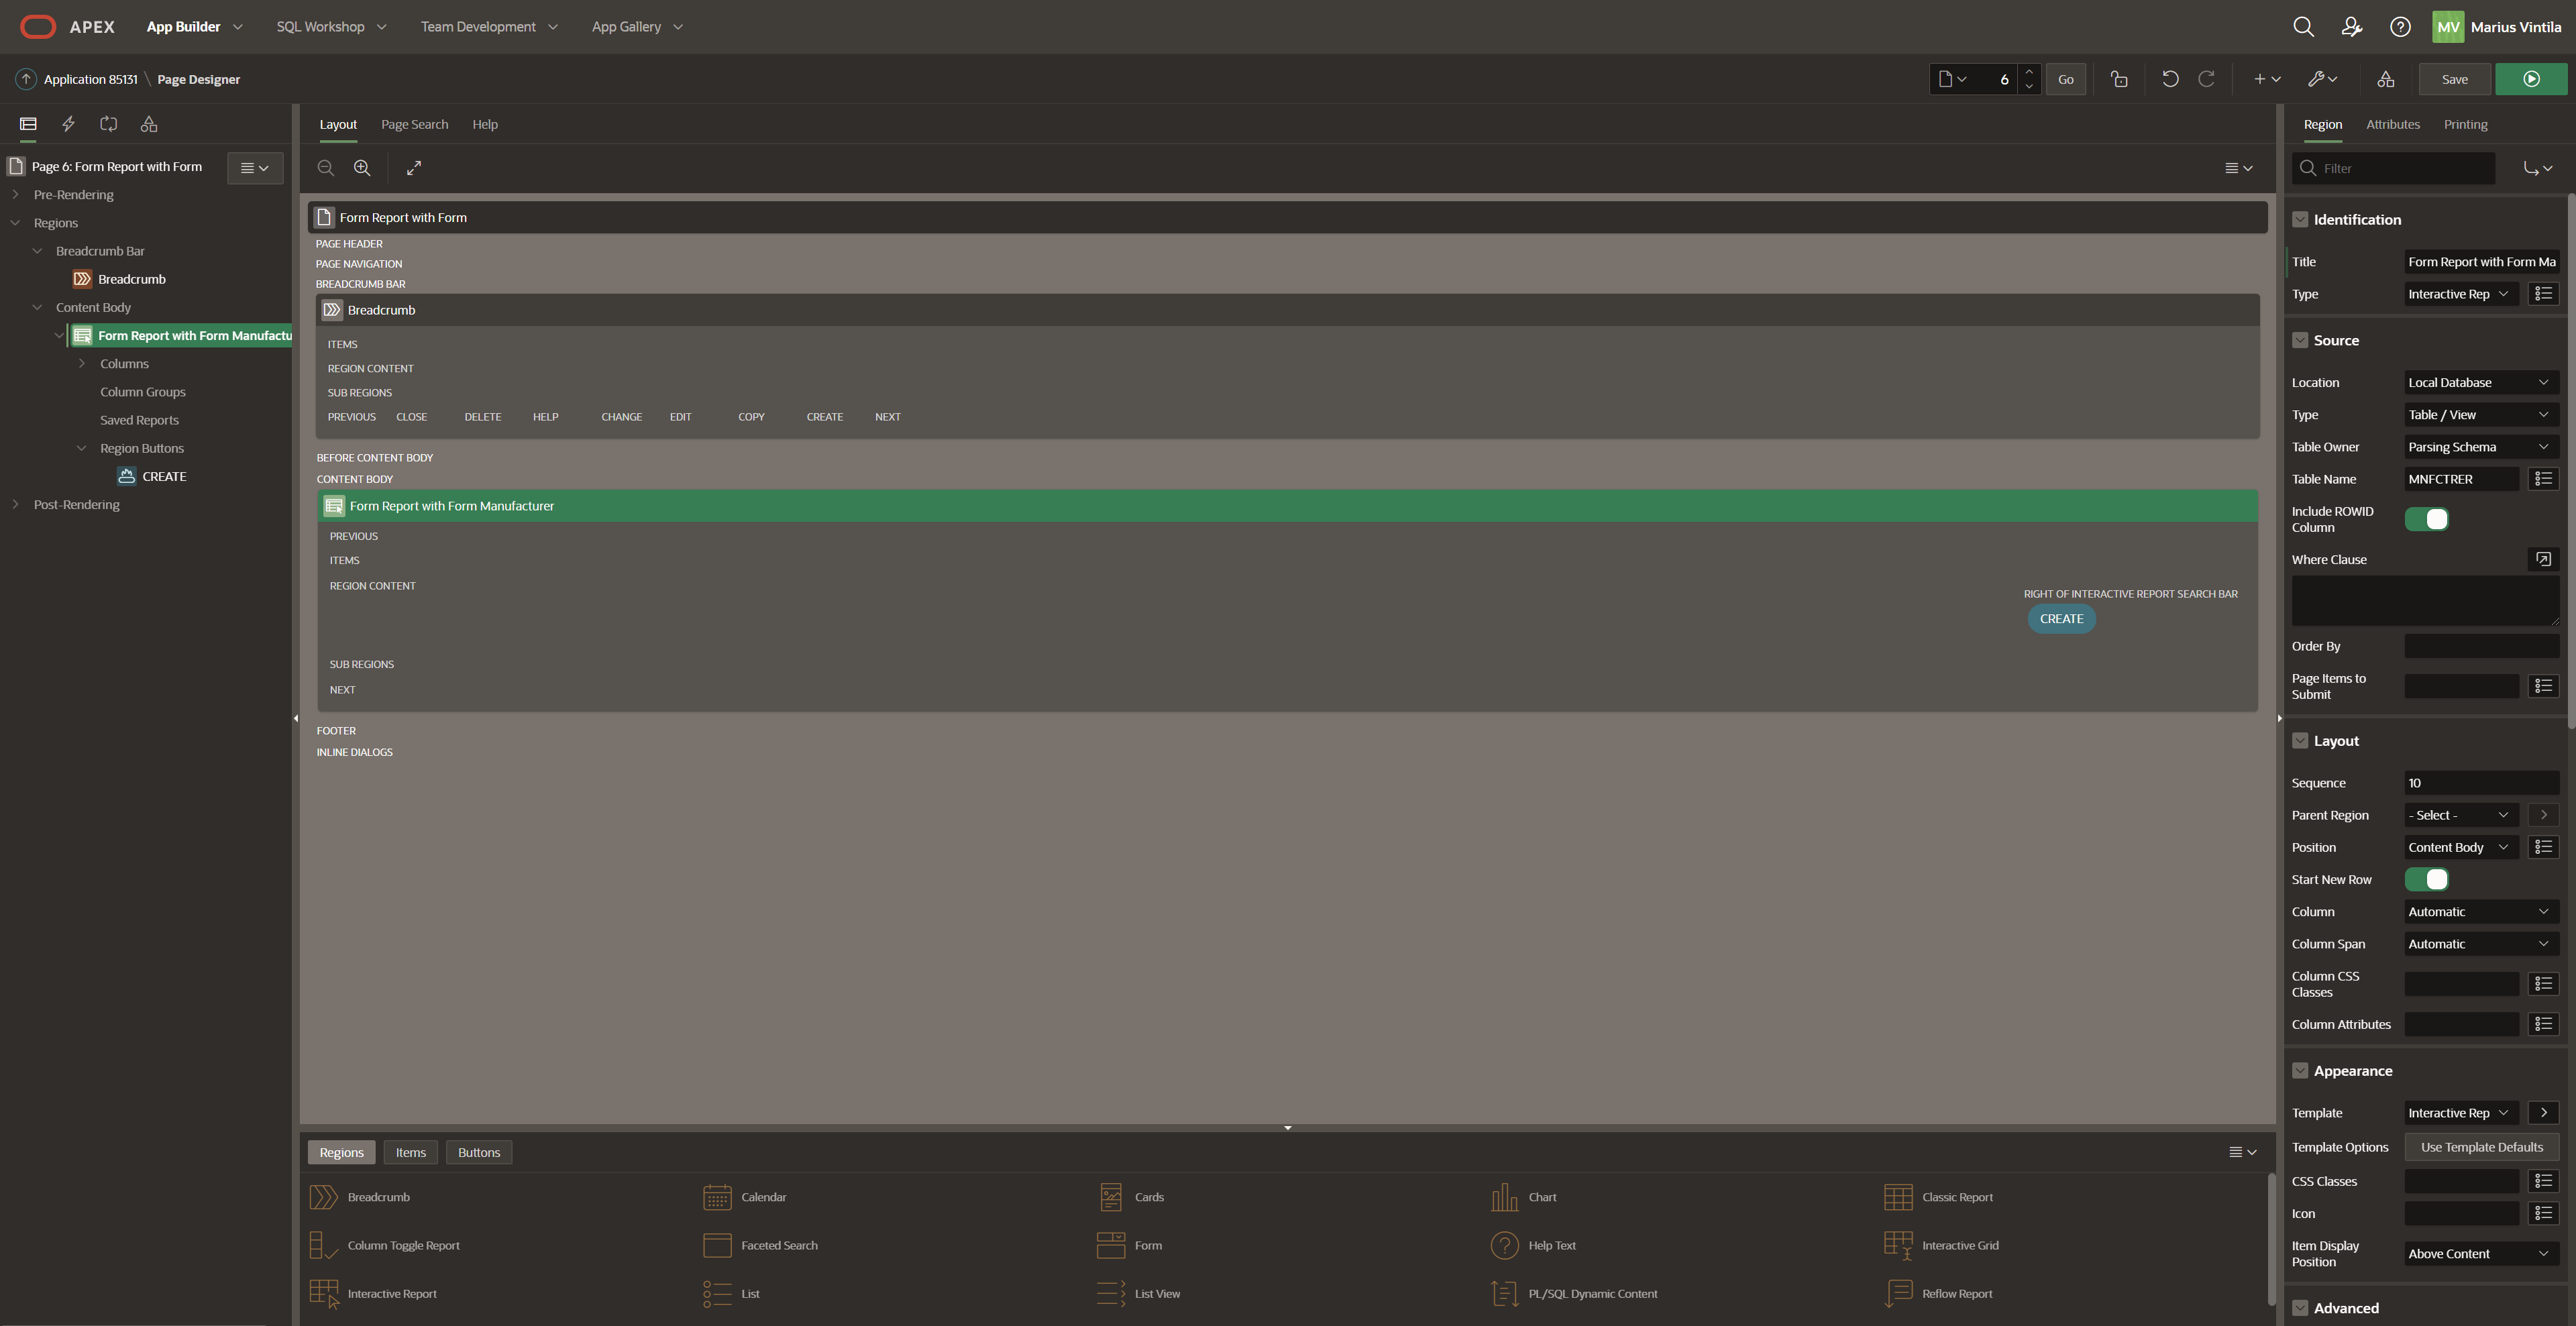 APEX App Builder SQL Workshop Team Development App Gallery MV Marius Vintila
Application 85131 \ Page Designer 6 Go Save
Layout Page Search Help
Region Attributes Printing
Page 6: Form Report with Form
Pre-Rendering
Regions
Breadcrumb Bar
Breadcrumb
Content Body
Form Report with Form Manufactu
Columns
Column Groups
Saved Reports
Region Buttons
CREATE
Post-Rendering
Form Report with Form
PAGE HEADER
PAGE NAVIGATION
BREADCRUMB BAR
Breadcrumb
ITEMS
REGION CONTENT
SUB REGIONS
PREVIOUS CLOSE DELETE HELP CHANGE EDIT COPY CREATE NEXT
BEFORE CONTENT BODY
CONTENT BODY
Form Report with Form Manufacturer
PREVIOUS
ITEMS
REGION CONTENT
RIGHT OF INTERACTIVE REPORT SEARCH BAR
CREATE
SUB REGIONS
NEXT
FOOTER
INLINE DIALOGS
Regions Items Buttons
Breadcrumb Calendar Cards Chart Classic Report
Column Toggle Report Faceted Search Form Help Text Interactive Grid
Interactive Report List List View PL/SQL Dynamic Content Reflow Report
Filter
Identification
Title Form Report with Form Ma
Type Interactive Rep
Source
Location Local Database
Type Table / View
Table Owner Parsing Schema
Table Name MNFCTRER
Include ROWID
Column
Where Clause
Order By
Page Items to
Submit
Layout
Sequence 10
Parent Region - Select -
Position Content Body
Start New Row
Column Automatic
Column Span Automatic
Column CSS
Classes
Column Attributes
Appearance
Template Interactive Rep
Template Options Use Template Defaults
CSS Classes
Icon
Item Display
Position Above Content
Advanced